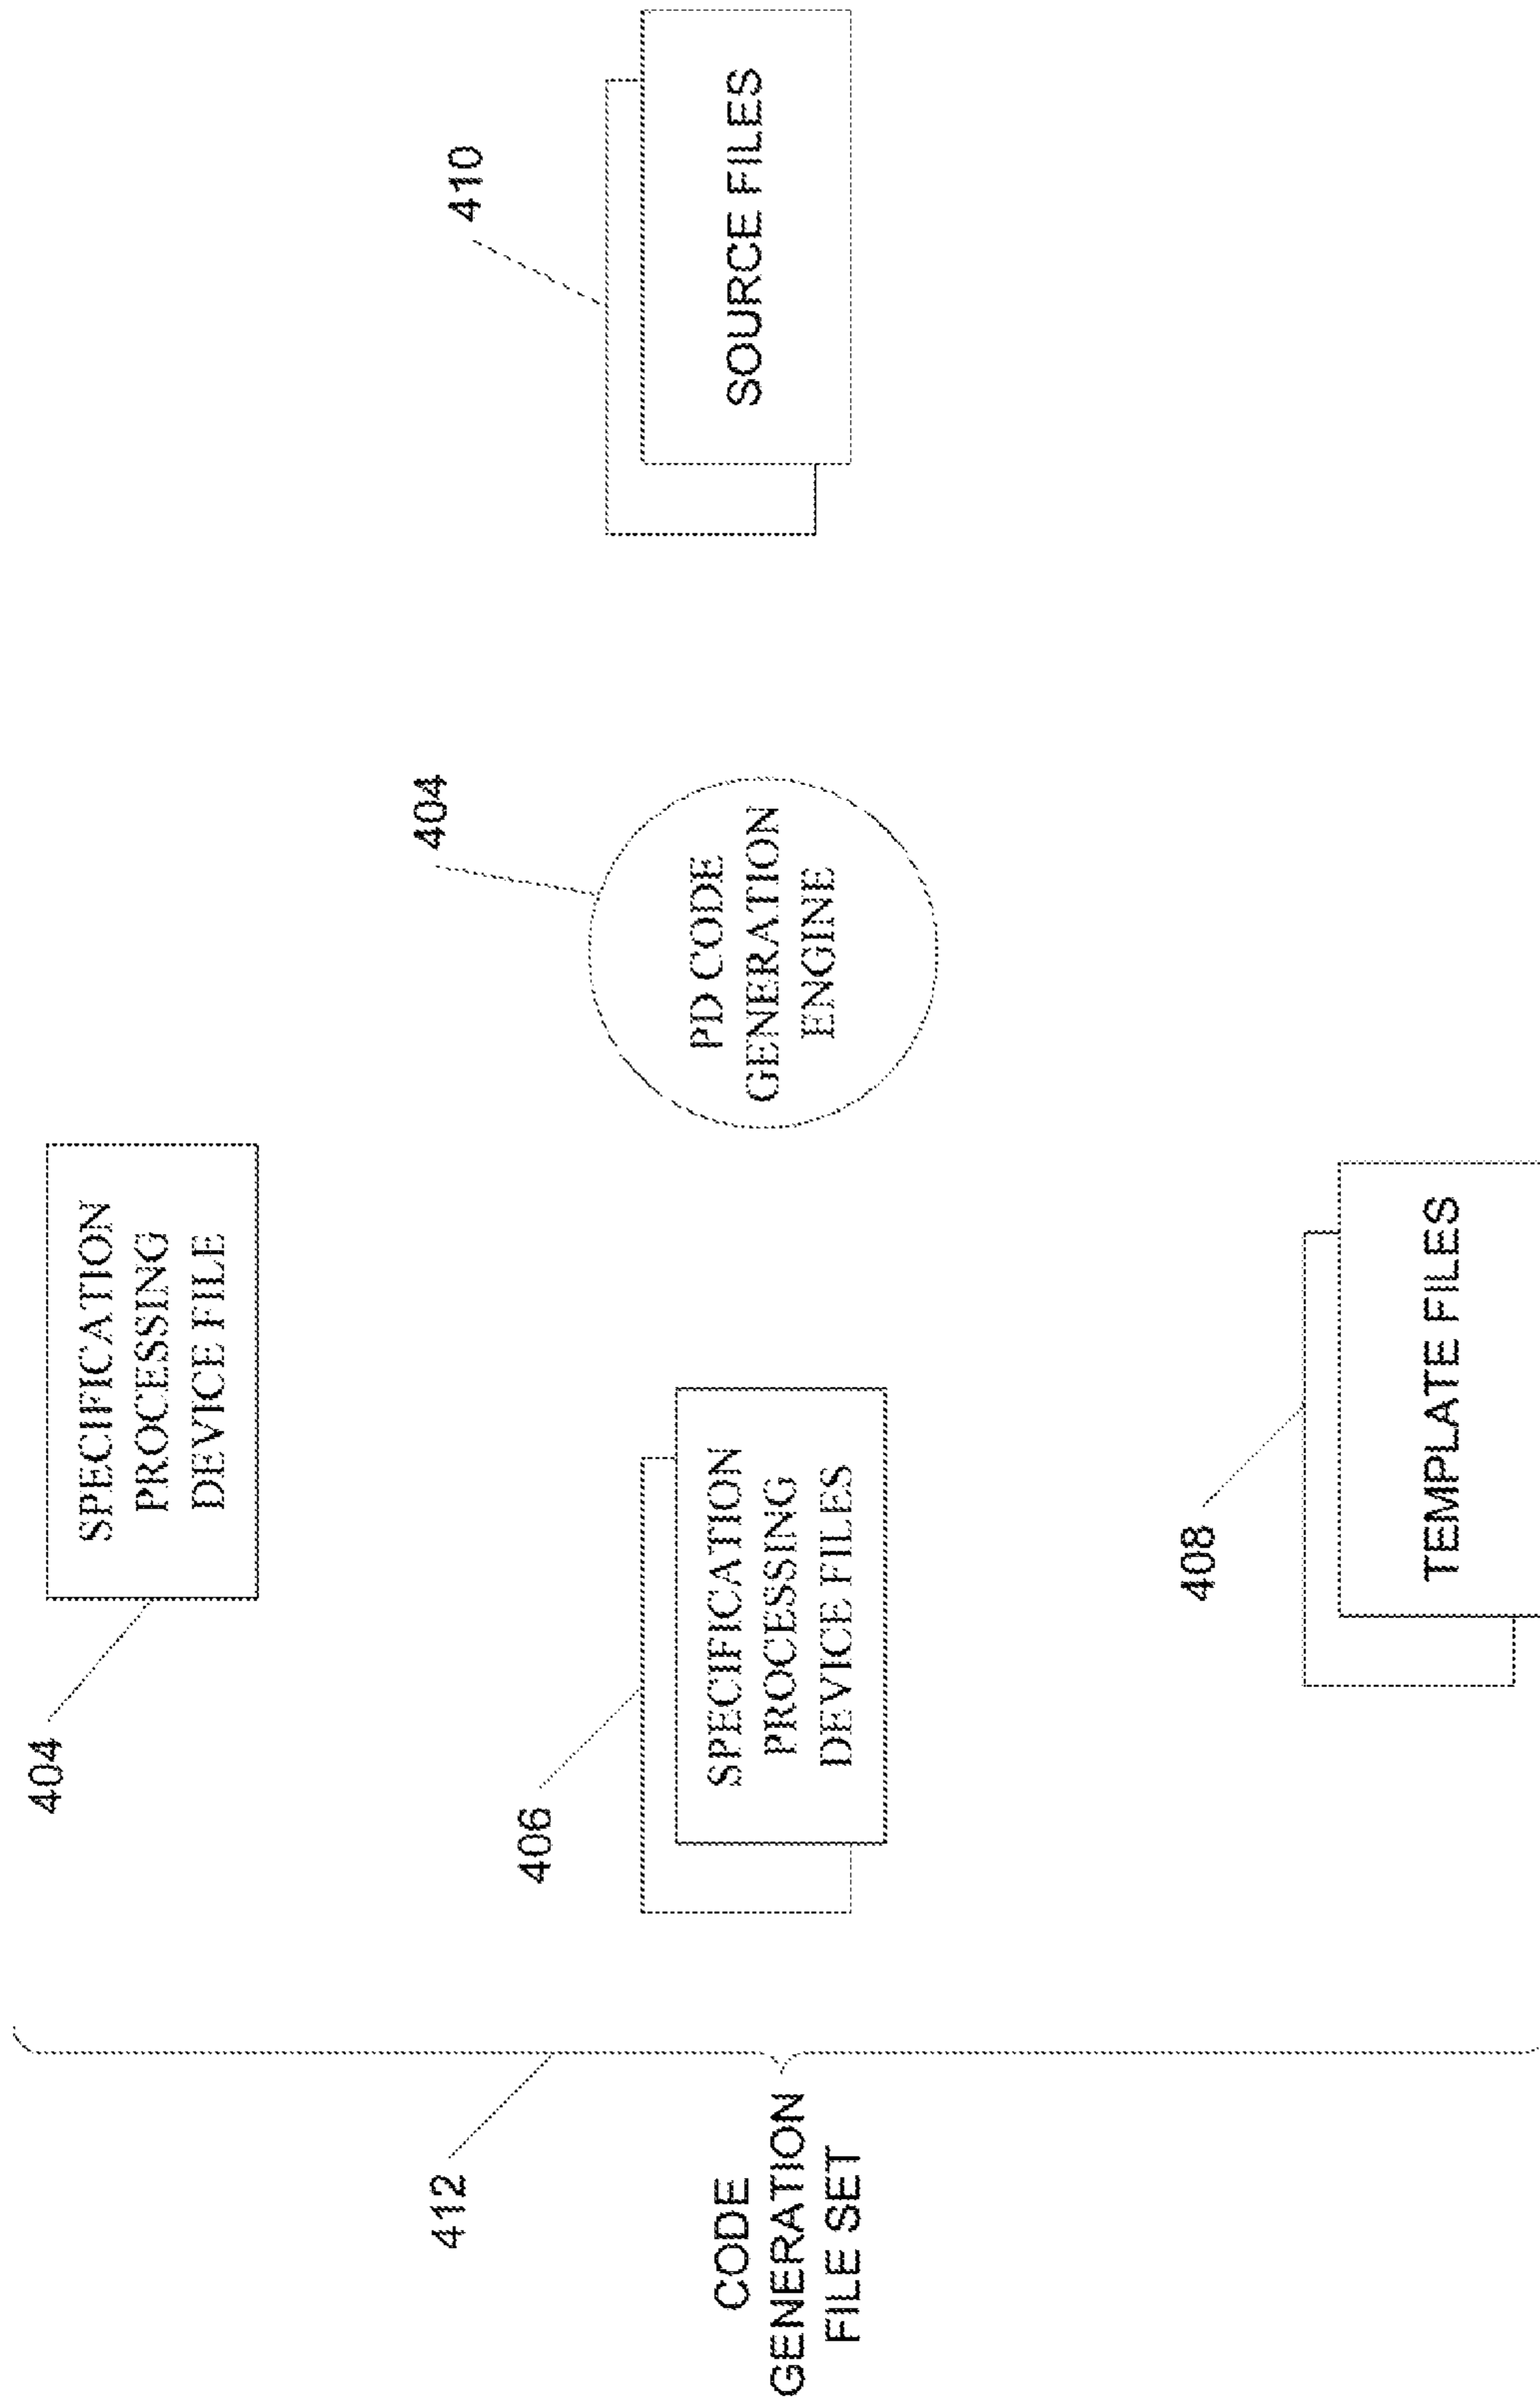 404
SPECIFICATION
PROCESSING
DEVICE FILE
412
CODE
GENERATION
FILE SET
406
SPECIFICATION
PROCESSING
DEVICE FILES
404
PD CODE
GENERATION
ENGINE
410
SOURCE FILES
408
TEMPLATE FILES